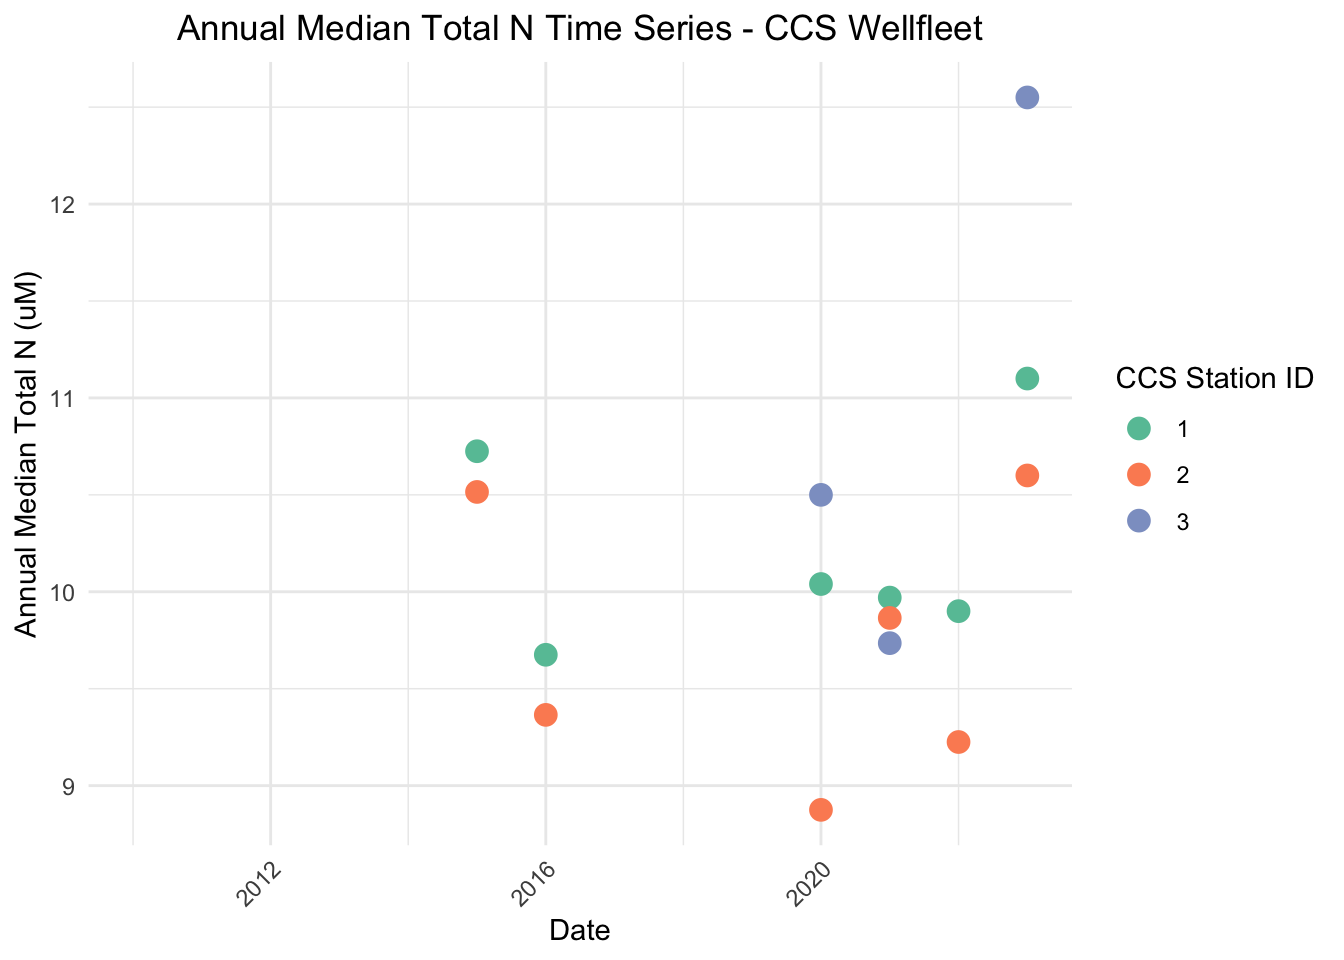 Annual Median Total N Time Series - CCS Wellfleet
Annual Median Total N (uM)
12
11
10
9
2012
2016
2020
Date
CCS Station ID
1
2
3